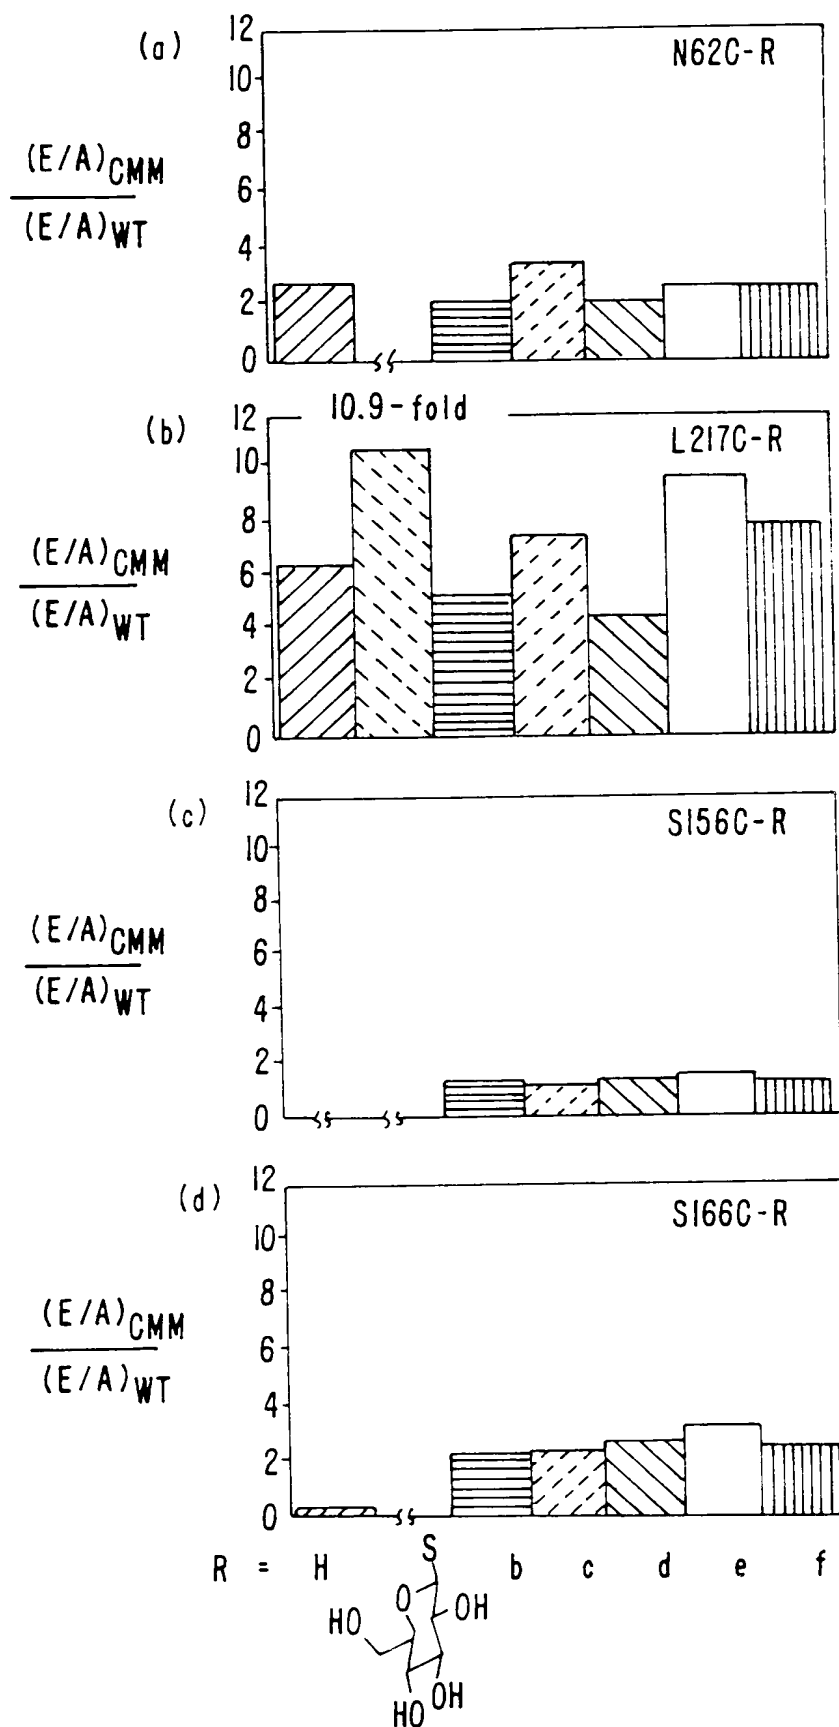 (a)
12
10
8
6
4
2
0
N62C-R
(E/A)CMM
(E/A)WT
(b)
10.9-fold
12
10
8
6
4
2
0
L217C-R
(E/A)CMM
(E/A)WT
(c)
12
10
8
6
4
2
0
S156C-R
(E/A)CMM
(E/A)WT
(d)
12
10
8
6
4
2
0
S166C-R
(E/A)CMM
(E/A)WT
R = H S b c d e f
O
OH
HO
OH
HO